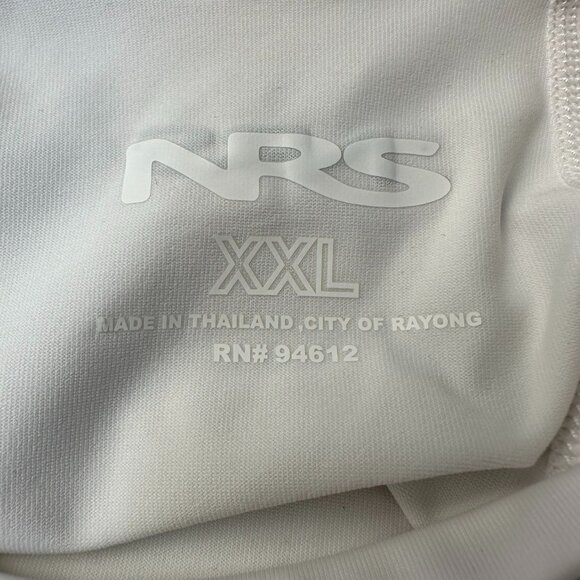 NRS
XXL
MADE IN THAILAND ,CITY OF RAYONG
RN# 94612